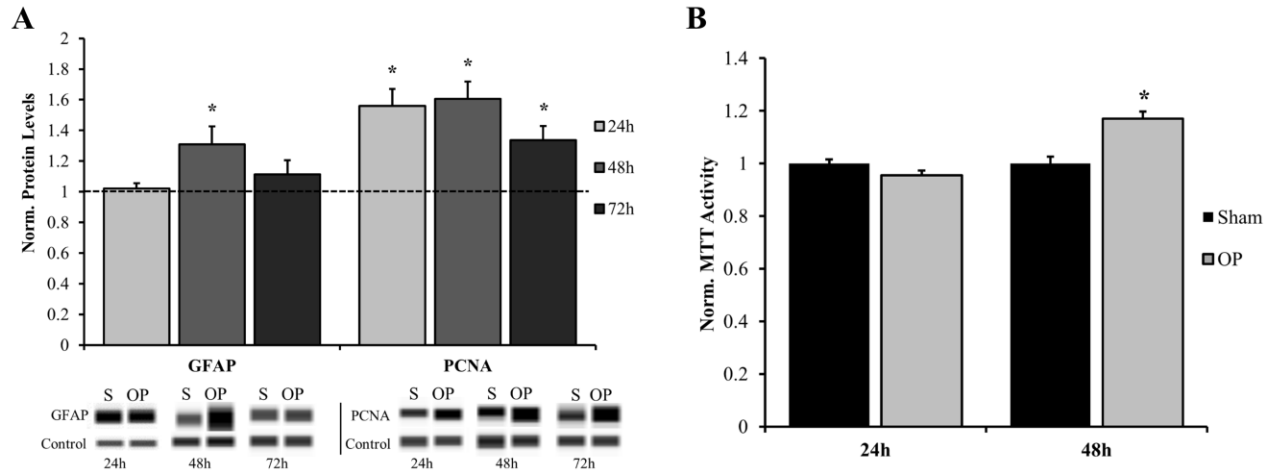 A
Norm. Protein Levels
2
1.8
1.6
1.4
1.2
1
0.8
0.6
0.4
0.2
0
*
*
*
*
24h
48h
72h
GFAP
PCNA
S OP S OP S OP
GFAP
Control
24h 48h 72h
S OP S OP S OP
PCNA
Control
24h 48h 72h
B
Norm. MTT Activity
1.4
1.2
1
0.8
0.6
0.4
0.2
0
*
Sham
OP
24h
48h